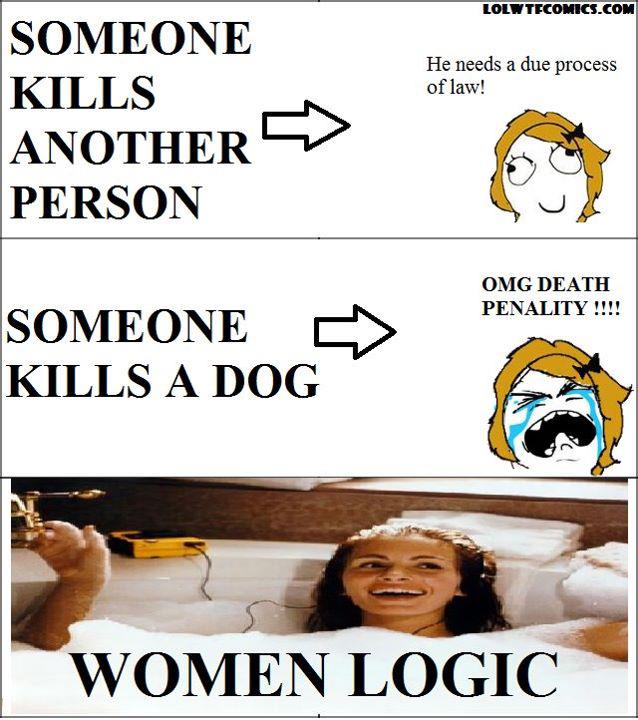 LOLWTFCOMICS.COM
SOMEONE
KILLS
ANOTHER
PERSON
He needs a due process
of law!
SOMEONE
KILLS A DOG
OMG DEATH
PENALITY !!!!
WOMEN LOGIC